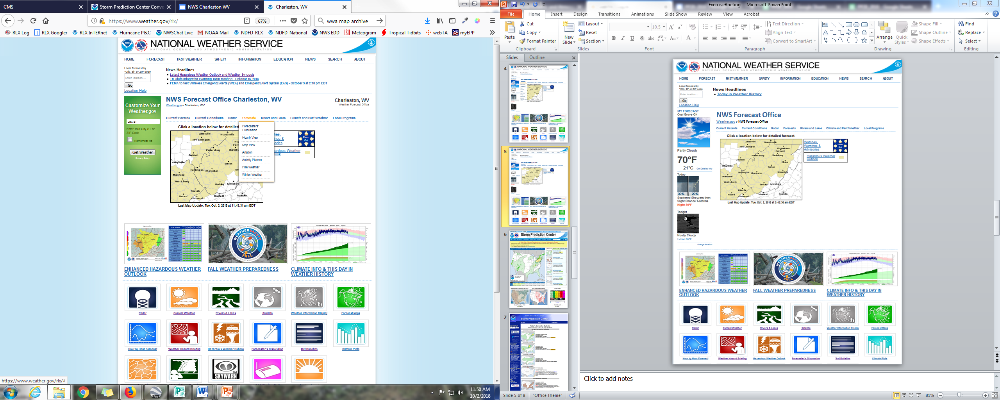 CMS
Storm Prediction Center Conve
NWS Charleston WV
Charleston, WV
https://www.weather.gov/rlx/
67%
wwa map archive
RLX Log
RLX Googler
RLX InTERnet
Hurricane P&C
NWSChat Live
NOAA Mail
NDFD-RLX
NDFD-National
NWS EDD
Meteogram
Tropical Tidbits
webTA
myEPP
NATIONAL WEATHER SERVICE
NATIONAL OCEANIC AND ATMOSPHERIC ADMINISTRATION
HOME FORECAST PAST WEATHER SAFETY INFORMATION EDUCATION NEWS SEARCH ABOUT
Local forecast by
"City, St" or ZIP code
Enter location ...
Go
Location Help
News Headlines
Latest Hazardous Weather Outlook and Weather Synopsis
Tri-State Integrated Warning Team Meeting - October 16, 2018
FEMA to test Wireless Emergency Alerts (WEA) and Emergency Alert System (EAS) - October 3 at 2:18 pm EDT
Customize Your
Weather.gov
City, ST
Enter Your City, ST or
ZIP Code
Remember Me
Get Weather
Privacy Policy
NWS Forecast Office Charleston, WV
Weather.gov > Charleston, WV
Charleston, WV
Weather Forecast Office
Current Hazards Current Conditions Radar Forecasts Rivers and Lakes Climate and Past Weather Local Programs
Forecasters'
Discussion
Hourly View
Map View
Aviation
Activity Planner
Fire Weather
Winter Weather
Click a location below for detailed
Zanesville
Moundsville
New Lexington
Parkersburg
Jackson
Maysville
Sutton
Huntington
Charleston
Morehead
West Liberty
Beckley
Lewisburg
Pikeville
Hazard
Bluefield
Roanoke
Clintwood
Zoom
Out
Last Map Update: Tue, Oct. 2, 2018 at 11:49:31 am EDT
WEATHER SAFETY
FALL
ENHANCED HAZARDOUS WEATHER
OUTLOOK
FALL WEATHER PREPAREDNESS
CLIMATE INFO & THIS DAY IN
WEATHER HISTORY
Radar
Current Weather
Rivers & Lakes
Satellite
Weather Information Display
Forecast Maps
Hour by Hour Forecast
Weather Hazard Briefing
Hazardous Weather Outlook
Forecaster's Discussion
Text Bulletins
Climate Plots
SKYWARN
https://www.weather.gov/rlx/#
11:50 AM
10/2/2018
ExerciseBriefing - Microsoft PowerPoint
File Home Insert Design Transitions Animations Slide Show Review View Acrobat
Paste
Cut
Copy
Format Painter
Clipboard
New
Slide
Layout
Reset
Section
Slides
10.5
Font
Text Direction
Align Text
Convert to SmartArt
Paragraph
Arrange
Quick
Styles
Shape Fill
Shape Outline
Shape Effects
Drawing
Find
Replace
Select
Editing
Slides
Outline
4
5
6
Storm Prediction Center
7
Storm Prediction Center
NATIONAL WEATHER SERVICE
NATIONAL OCEANIC AND ATMOSPHERIC ADMINISTRATION
HOME FORECAST PAST WEATHER SAFETY INFORMATION EDUCATION NEWS SEARCH ABOUT
Local forecast by
"City, St" or ZIP code
Enter location ...
Go
Location Help
News Headlines
Today in Weather History
MY FORECAST
Coal Grove OH
Partly Cloudy
70°F
21°C
Get Detailed Info
Today
30% 20%
Scattered Showers then
Slight Chance T-storms
High: 80°F
Tonight
Mostly Cloudy
Low: 65°F
change location
NWS Forecast Office
Weather.gov > NWS Forecast Office
Current Hazards Current Conditions Radar Forecasts Rivers and Lakes Climate and Past Weather Local Programs
Click a location below for detailed forecast.
Zanesville
Moundsville
New Lexington
Morgantown
Fairmont
Parkersburg
Clarksburg
Jackson
Elkins
Maysville
Sutton
Huntington
Charleston
Snowshoe
Morehead
West Liberty
Beckley
Lewisburg
Pikeville
Hazard
Bluefield
Roanoke
Clintwood
Watches,
Warnings &
Advisories
Zoom
Out
Hazardous Weather
Outlook
Last Map Update: Tue, Oct. 2, 2018 at 9:49:30 am EDT
WEATHER SAFETY
FALL
ENHANCED HAZARDOUS WEATHER
OUTLOOK
FALL WEATHER PREPAREDNESS
CLIMATE INFO & THIS DAY IN
WEATHER HISTORY
Radar
Current Weather
Rivers & Lakes
Satellite
Weather Information Display
Forecast Maps
Hour by Hour Forecast
Weather Hazard Briefing
Hazardous Weather Outlook
Forecaster's Discussion
Text Bulletins
Climate Plots
Click to add notes
Slide 5 of 8
"Office Theme"
81%